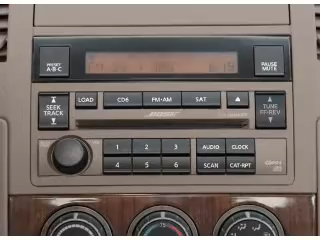 PRESET
A·B·C
PAUSE
MUTE
SEEK
TRACK
LOAD
CD6
FM·AM
SAT
TUNE
FF·REV
BOSE
1
2
3
AUDIO
CLOCK
4
5
6
SCAN
CAT·RPT
75